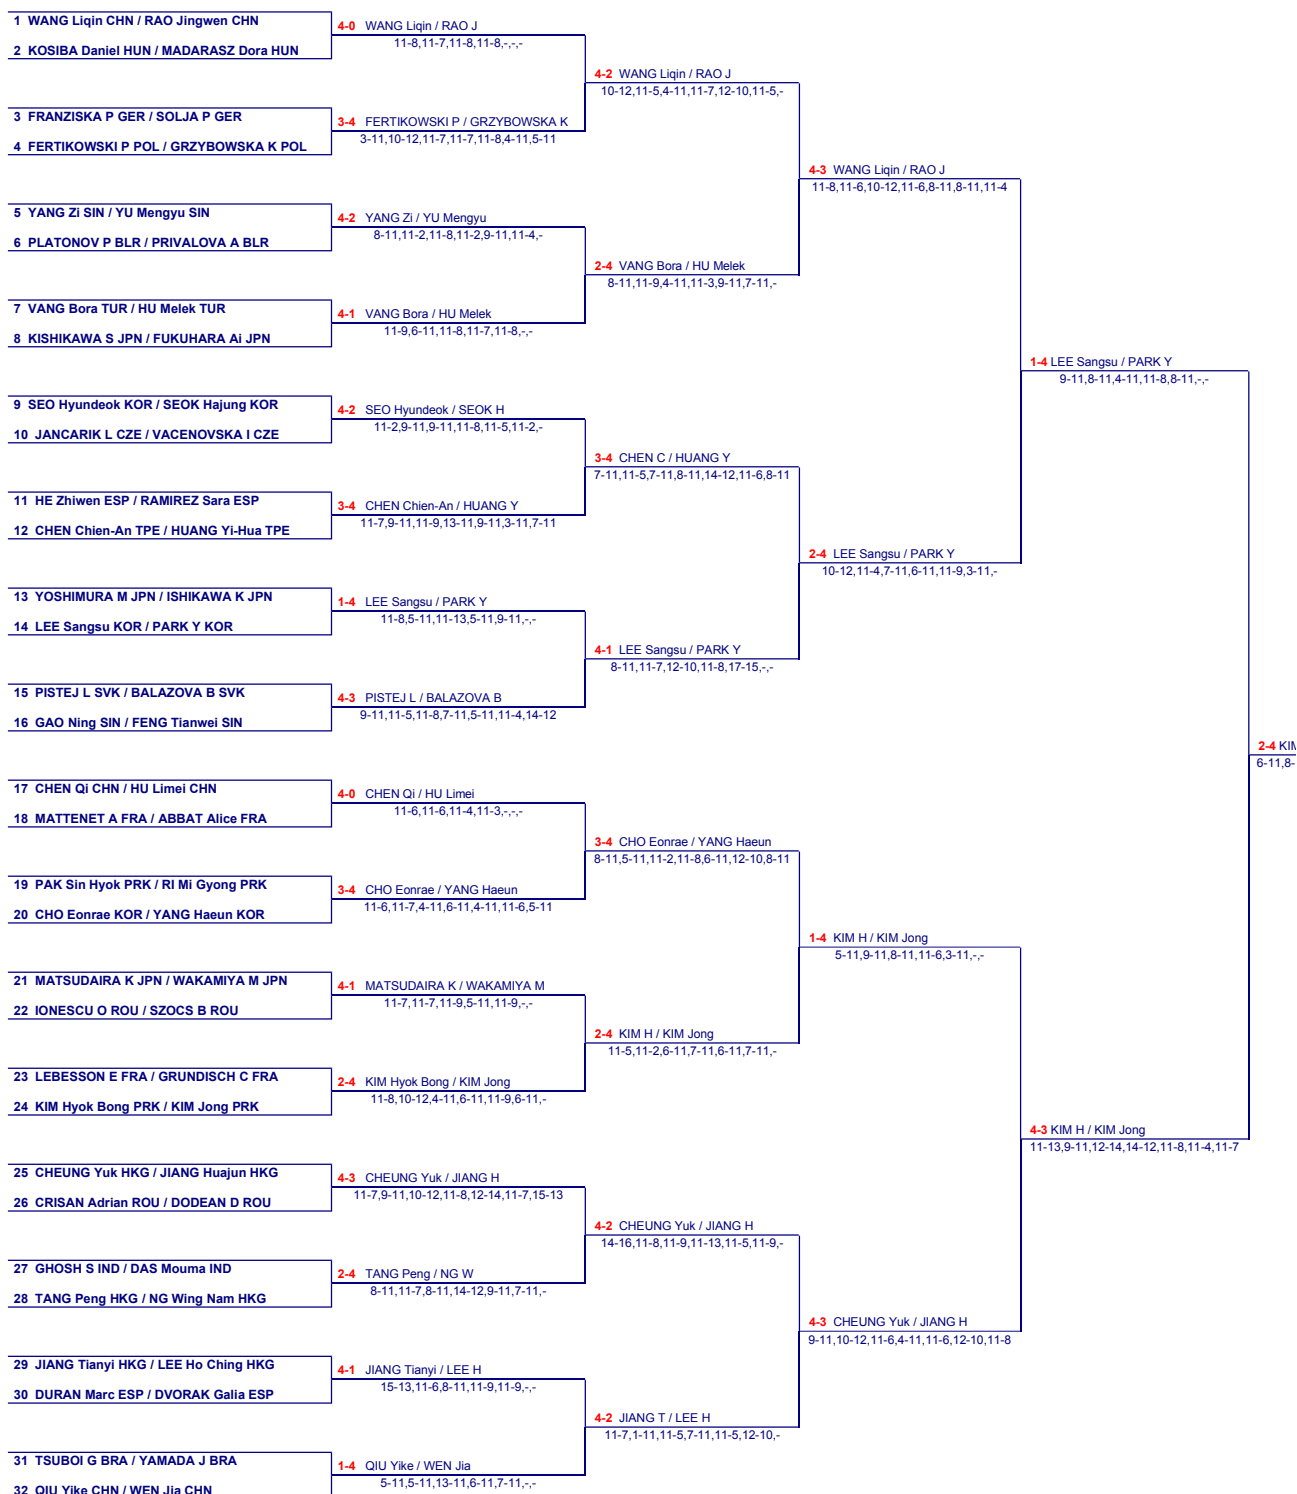 1 WANG Liqin CHN / RAO Jingwen CHN
2 KOSIBA Daniel HUN / MADARASZ Dora HUN
3 FRANZISKA P GER / SOLJA P GER
4 FERTIKOWSKI P POL / GRZYBOWSKA K POL
5 YANG Zi SIN / YU Mengyu SIN
6 PLATONOV P BLR / PRIVALOVA A BLR
7 VANG Bora TUR / HU Melek TUR
8 KISHIKAWA S JPN / FUKUHARA Ai JPN
9 SEO Hyundeok KOR / SEOK Hajung KOR
10 JANCARIK L CZE / VACENOVSKA I CZE
11 HE Zhiwen ESP / RAMIREZ Sara ESP
12 CHEN Chien-An TPE / HUANG Yi-Hua TPE
13 YOSHIMURA M JPN / ISHIKAWA K JPN
14 LEE Sangsu KOR / PARK Y KOR
15 PISTEJ L SVK / BALAZOVA B SVK
16 GAO Ning SIN / FENG Tianwei SIN
17 CHEN Qi CHN / HU Limei CHN
18 MATTENET A FRA / ABBAT Alice FRA
19 PAK Sin Hyok PRK / RI Mi Gyong PRK
20 CHO Eonrae KOR / YANG Haeun KOR
21 MATSUDAIRA K JPN / WAKAMIYA M JPN
22 IONESCU O ROU / SZOCS B ROU
23 LEBESSON E FRA / GRUNDISCH C FRA
24 KIM Hyok Bong PRK / KIM Jong PRK
25 CHEUNG Yuk HKG / JIANG Huajun HKG
26 CRISAN Adrian ROU / DODEAN D ROU
27 GHOSH S IND / DAS Mouma IND
28 TANG Peng HKG / NG Wing Nam HKG
29 JIANG Tianyi HKG / LEE Ho Ching HKG
30 DURAN Marc ESP / DVORAK Galia ESP
31 TSUBOI G BRA / YAMADA J BRA
32 QIU Yike CHN / WEN Jia CHN
4-0 WANG Liqin / RAO J
11-8,11-7,11-8,11-8,-,-,-
3-4 FERTIKOWSKI P / GRZYBOWSKA K
3-11,10-12,11-7,11-7,11-8,4-11,5-11
4-2 YANG Zi / YU Mengyu
8-11,11-2,11-8,11-2,9-11,11-4,-
4-1 VANG Bora / HU Melek
11-9,6-11,11-8,11-7,11-8,-,-
4-2 SEO Hyundeok / SEOK H
11-2,9-11,9-11,11-8,11-5,11-2,-
3-4 CHEN Chien-An / HUANG Y
11-7,9-11,11-9,13-11,9-11,3-11,7-11
1-4 LEE Sangsu / PARK Y
11-8,5-11,11-13,5-11,9-11,-,-
4-3 PISTEJ L / BALAZOVA B
9-11,11-5,11-8,7-11,5-11,11-4,14-12
4-0 CHEN Qi / HU Limei
11-6,11-6,11-4,11-3,-,-,-
3-4 CHO Eonrae / YANG Haeun
11-6,11-7,4-11,6-11,4-11,11-6,5-11
4-1 MATSUDAIRA K / WAKAMIYA M
11-7,11-7,11-9,5-11,11-9,-,-
2-4 KIM Hyok Bong / KIM Jong
11-8,10-12,4-11,6-11,11-9,6-11,-
4-3 CHEUNG Yuk / JIANG H
11-7,9-11,10-12,11-8,12-14,11-7,15-13
2-4 TANG Peng / NG W
8-11,11-7,8-11,14-12,9-11,7-11,-
4-1 JIANG Tianyi / LEE H
15-13,11-6,8-11,11-9,11-9,-,-
1-4 QIU Yike / WEN Jia
5-11,5-11,13-11,6-11,7-11,-,-
4-2 WANG Liqin / RAO J
10-12,11-5,4-11,11-7,12-10,11-5,-
2-4 VANG Bora / HU Melek
8-11,11-9,4-11,11-3,9-11,7-11,-
3-4 CHEN C / HUANG Y
7-11,11-5,7-11,8-11,14-12,11-6,8-11
4-1 LEE Sangsu / PARK Y
8-11,11-7,12-10,11-8,17-15,-,-
3-4 CHO Eonrae / YANG Haeun
8-11,5-11,11-2,11-8,6-11,12-10,8-11
2-4 KIM H / KIM Jong
11-5,11-2,6-11,7-11,6-11,7-11,-
4-2 CHEUNG Yuk / JIANG H
14-16,11-8,11-9,11-13,11-5,11-9,-
4-2 JIANG T / LEE H
11-7,1-11,11-5,7-11,11-5,12-10,-
4-3 WANG Liqin / RAO J
11-8,11-6,10-12,11-6,8-11,8-11,11-4
2-4 LEE Sangsu / PARK Y
10-12,11-4,7-11,6-11,11-9,3-11,-
1-4 KIM H / KIM Jong
5-11,9-11,8-11,11-6,3-11,-,-
4-3 CHEUNG Yuk / JIANG H
9-11,10-12,11-6,4-11,11-6,12-10,11-8
1-4 LEE Sangsu / PARK Y
9-11,8-11,4-11,11-8,8-11,-,-
4-3 KIM H / KIM Jong
11-13,9-11,12-14,14-12,11-8,11-4,11-7
2-4 KIM
6-11,8-